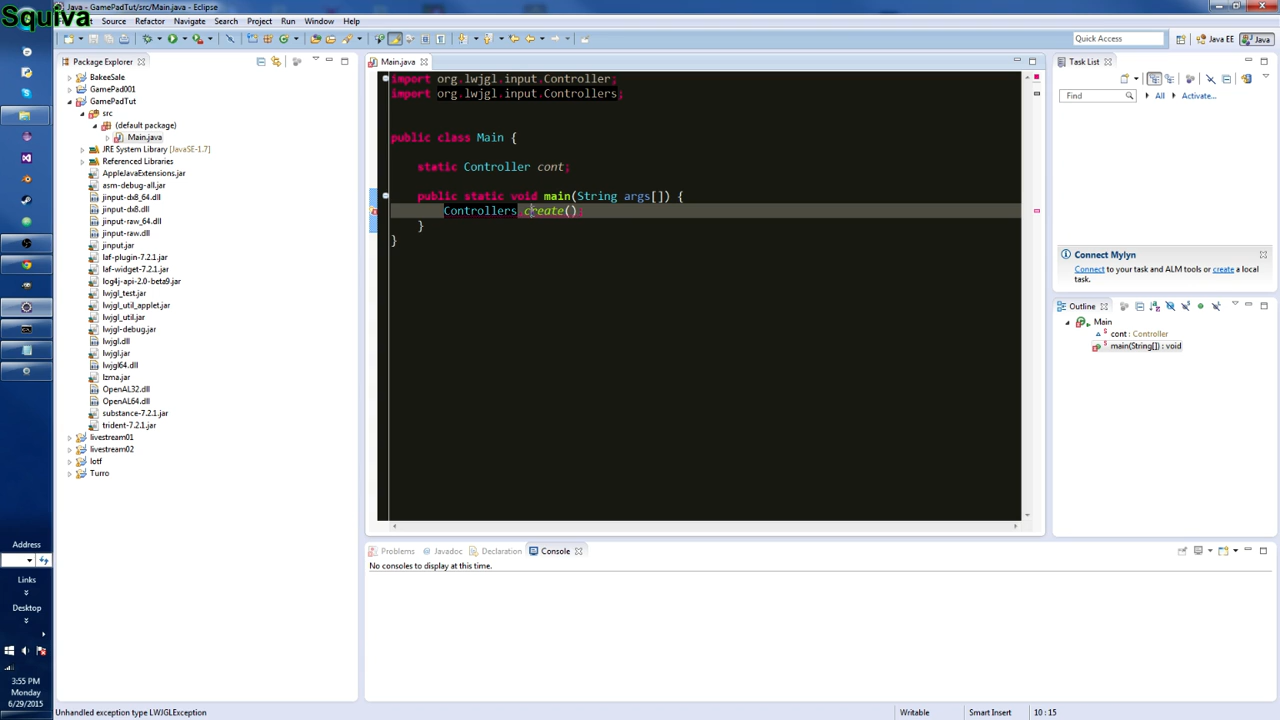 Squiva
Java - GamePadTut/src/Main.java - Eclipse
Source Refactor Navigate Search Project Run Window Help
Quick Access
Java EE
Java
Package Explorer
BakeeSale
GamePad001
GamePadTut
src
(default package)
Main.java
JRE System Library [JavaSE-1.7]
Referenced Libraries
AppleJavaExtensions.jar
asm-debug-all.jar
jinput-dx8_64.dll
jinput-dx8.dll
jinput-raw_64.dll
jinput-raw.dll
jinput.jar
laf-plugin-7.2.1.jar
laf-widget-7.2.1.jar
log4j-api-2.0-beta9.jar
lwjgl_test.jar
lwjgl_util_applet.jar
lwjgl_util.jar
lwjgl-debug.jar
lwjgl.dll
lwjgl.jar
lwjgl64.dll
lzma.jar
OpenAL32.dll
OpenAL64.dll
substance-7.2.1.jar
trident-7.2.1.jar
livestream01
livestream02
lotf
Turro
Main.java
import org.lwjgl.input.Controller;
import org.lwjgl.input.Controllers;
public class Main {
static Controller cont;
public static void main(String args[]) {
Controllers.create();
}
}
Problems Javadoc Declaration Console
No consoles to display at this time.
Task List
Find
All
Activate...
Connect Mylyn
Connect to your task and ALM tools or create a local
task.
Outline
Main
cont : Controller
main(String[]) : void
Address
Links
Desktop
3:55 PM
Monday
6/29/2015
Unhandled exception type LWJGLException
Writable
Smart Insert
10 : 15